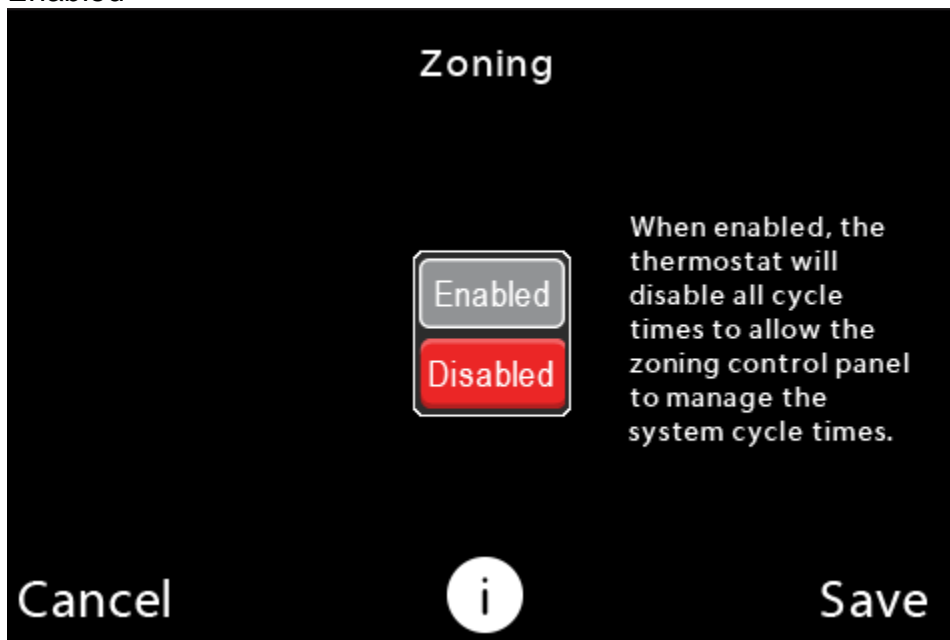 Enabled
Zoning
When enabled, the
thermostat will
disable all cycle
times to allow the
zoning control panel
to manage the
system cycle times.
Enabled
Disabled
Cancel
i
Save